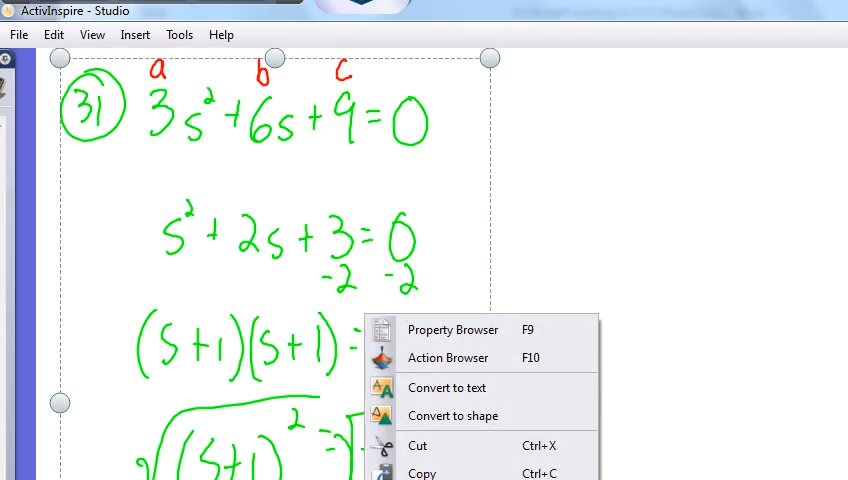 ActivInspire - Studio
File Edit View Insert Tools Help
a b c
31 3s²+6s+9=0
s²+2s+3=0
-2 -2
(s+1)(s+1)=
√(s+1)²=√
Property Browser F9
Action Browser F10
Convert to text
Convert to shape
Cut Ctrl+X
Copy Ctrl+C